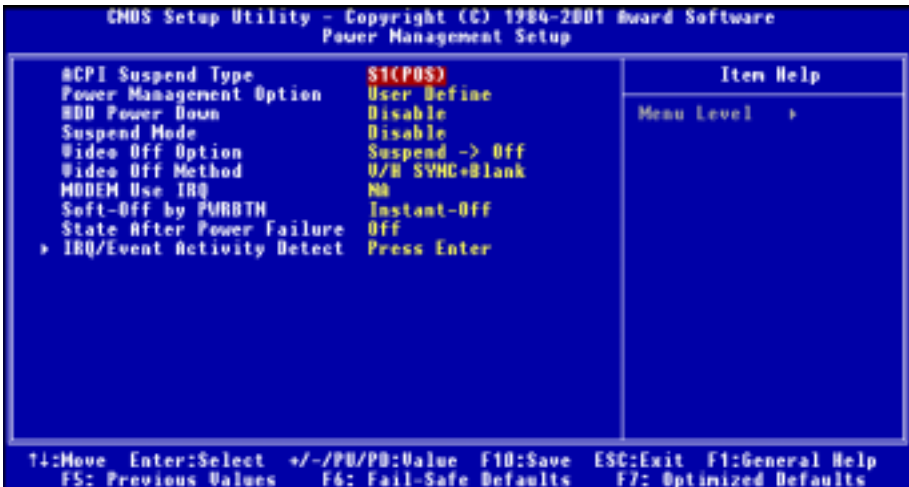 CMOS Setup Utility - Copyright (C) 1984-2001 Award Software
Power Management Setup
ACPI Suspend Type S1(POS)
Power Management Option User Define
HDD Power Down Disable
Suspend Mode Disable
Video Off Option Suspend -> Off
Video Off Method V/H SYNC+Blank
MODEM Use IRQ NA
Soft-Off by PWRBTN Instant-Off
State After Power Failure Off
▸ IRQ/Event Activity Detect Press Enter
Item Help
Menu Level ▸
↑↓:Move Enter:Select +/-/PU/PD:Value F10:Save ESC:Exit F1:General Help
F5: Previous Values F6: Fail-Safe Defaults F7: Optimized Defaults